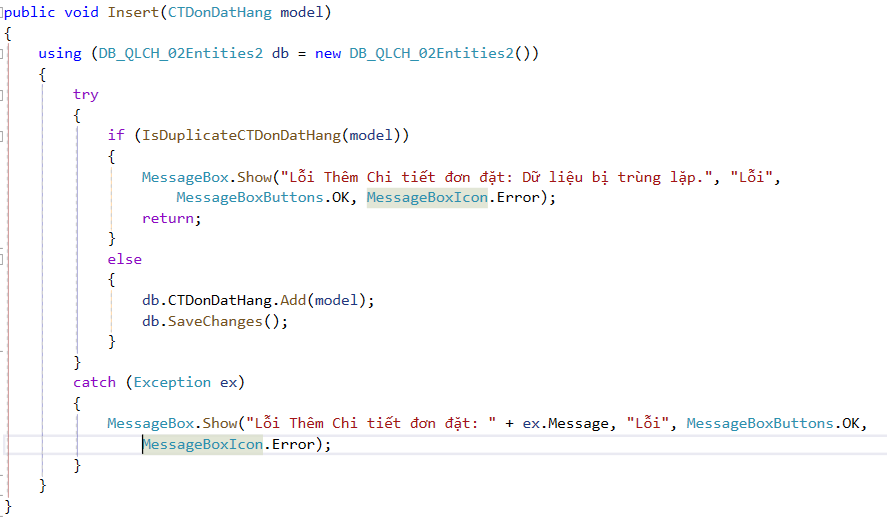 public void Insert(CTDonDatHang model)
{
using (DB_QLCH_02Entities2 db = new DB_QLCH_02Entities2())
{
try
{
if (IsDuplicateCTDonDatHang(model))
{
MessageBox.Show("Lỗi Thêm Chi tiết đơn đặt: Dữ liệu bị trùng lặp.", "Lỗi",
MessageBoxButtons.OK, MessageBoxIcon.Error);
return;
}
else
{
db.CTDonDatHang.Add(model);
db.SaveChanges();
}
}
catch (Exception ex)
{
MessageBox.Show("Lỗi Thêm Chi tiết đơn đặt: " + ex.Message, "Lỗi", MessageBoxButtons.OK,
MessageBoxIcon.Error);
}
}
}